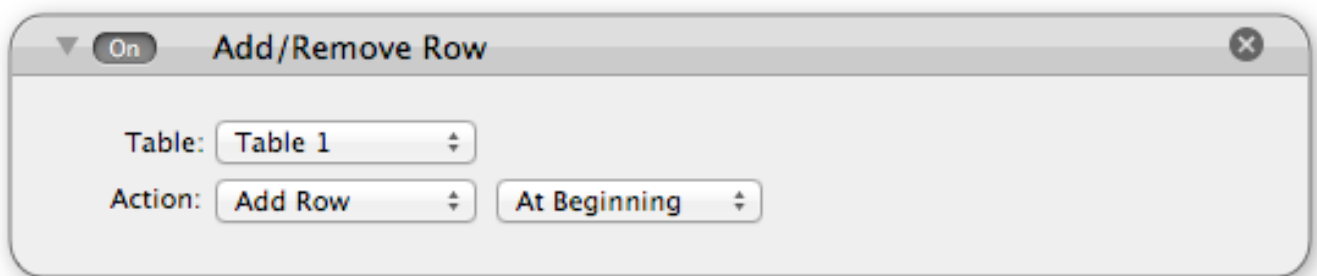 On Add/Remove Row
Table: Table 1
Action: Add Row At Beginning